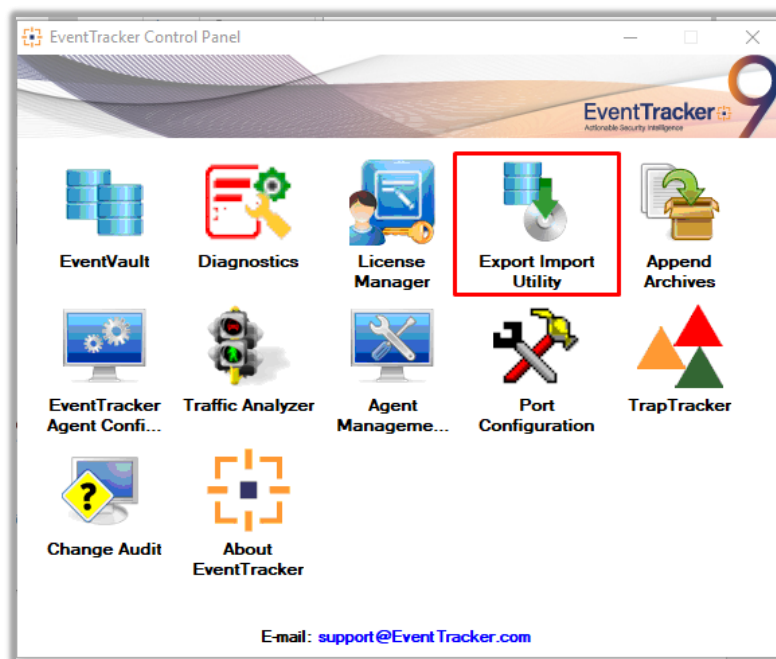 EventTracker Control Panel
EventTracker 9
Actionable Security Intelligence
EventVault
Diagnostics
License
Manager
Export Import
Utility
Append
Archives
EventTracker
Agent Confi...
Traffic Analyzer
Agent
Manageme...
Port
Configuration
TrapTracker
?
Change Audit
About
EventTracker
E-mail: support@EventTracker.com